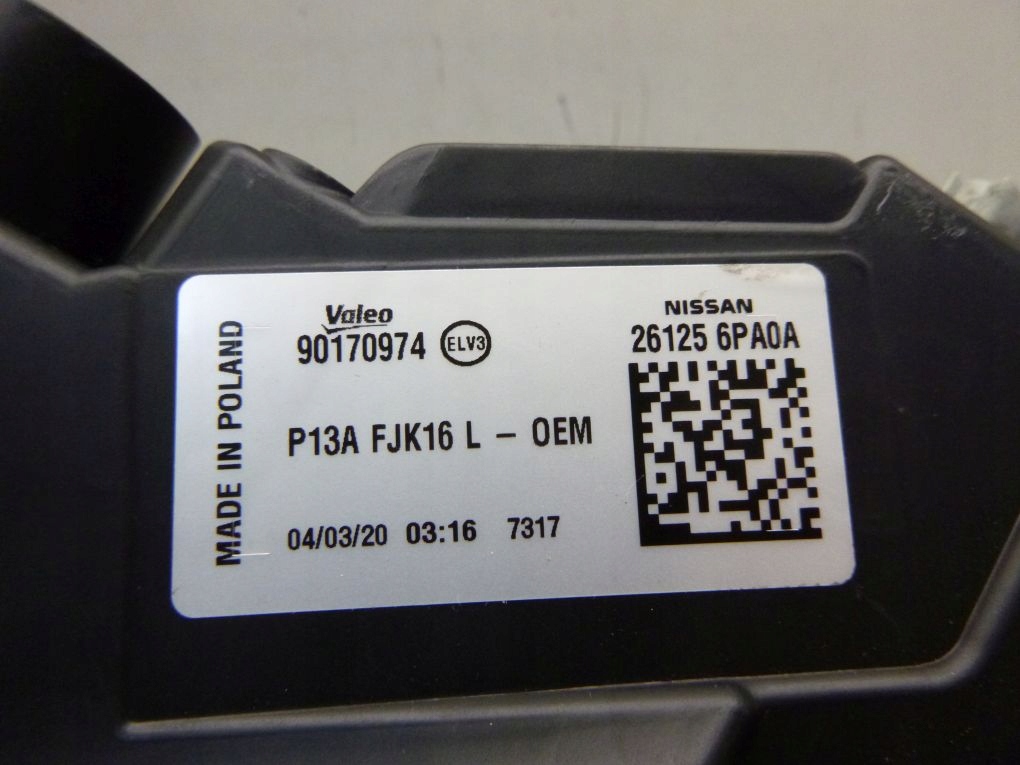 MADE IN POLAND
Valeo
90170974 ELV3
NISSAN
26125 6PA0A
P13A FJK16 L – OEM
04/03/20 03:16 7317